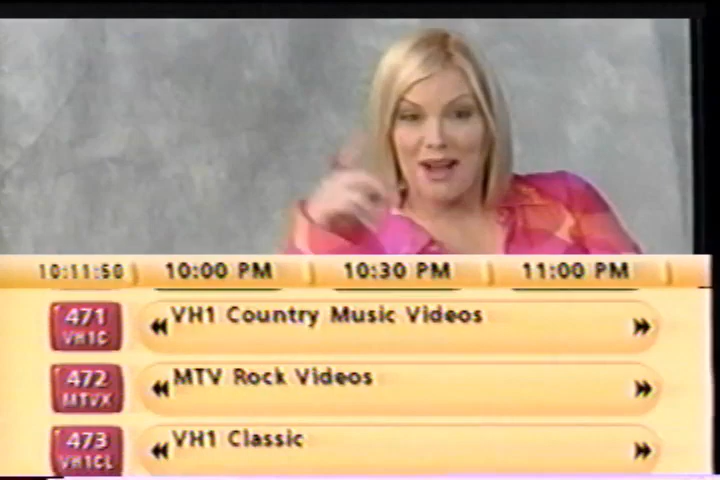 10:11:50 10:00 PM 10:30 PM 11:00 PM
471 VH1 Country Music Videos
VH1C
472 MTV Rock Videos
MTVX
473 VH1 Classic
VH1CL